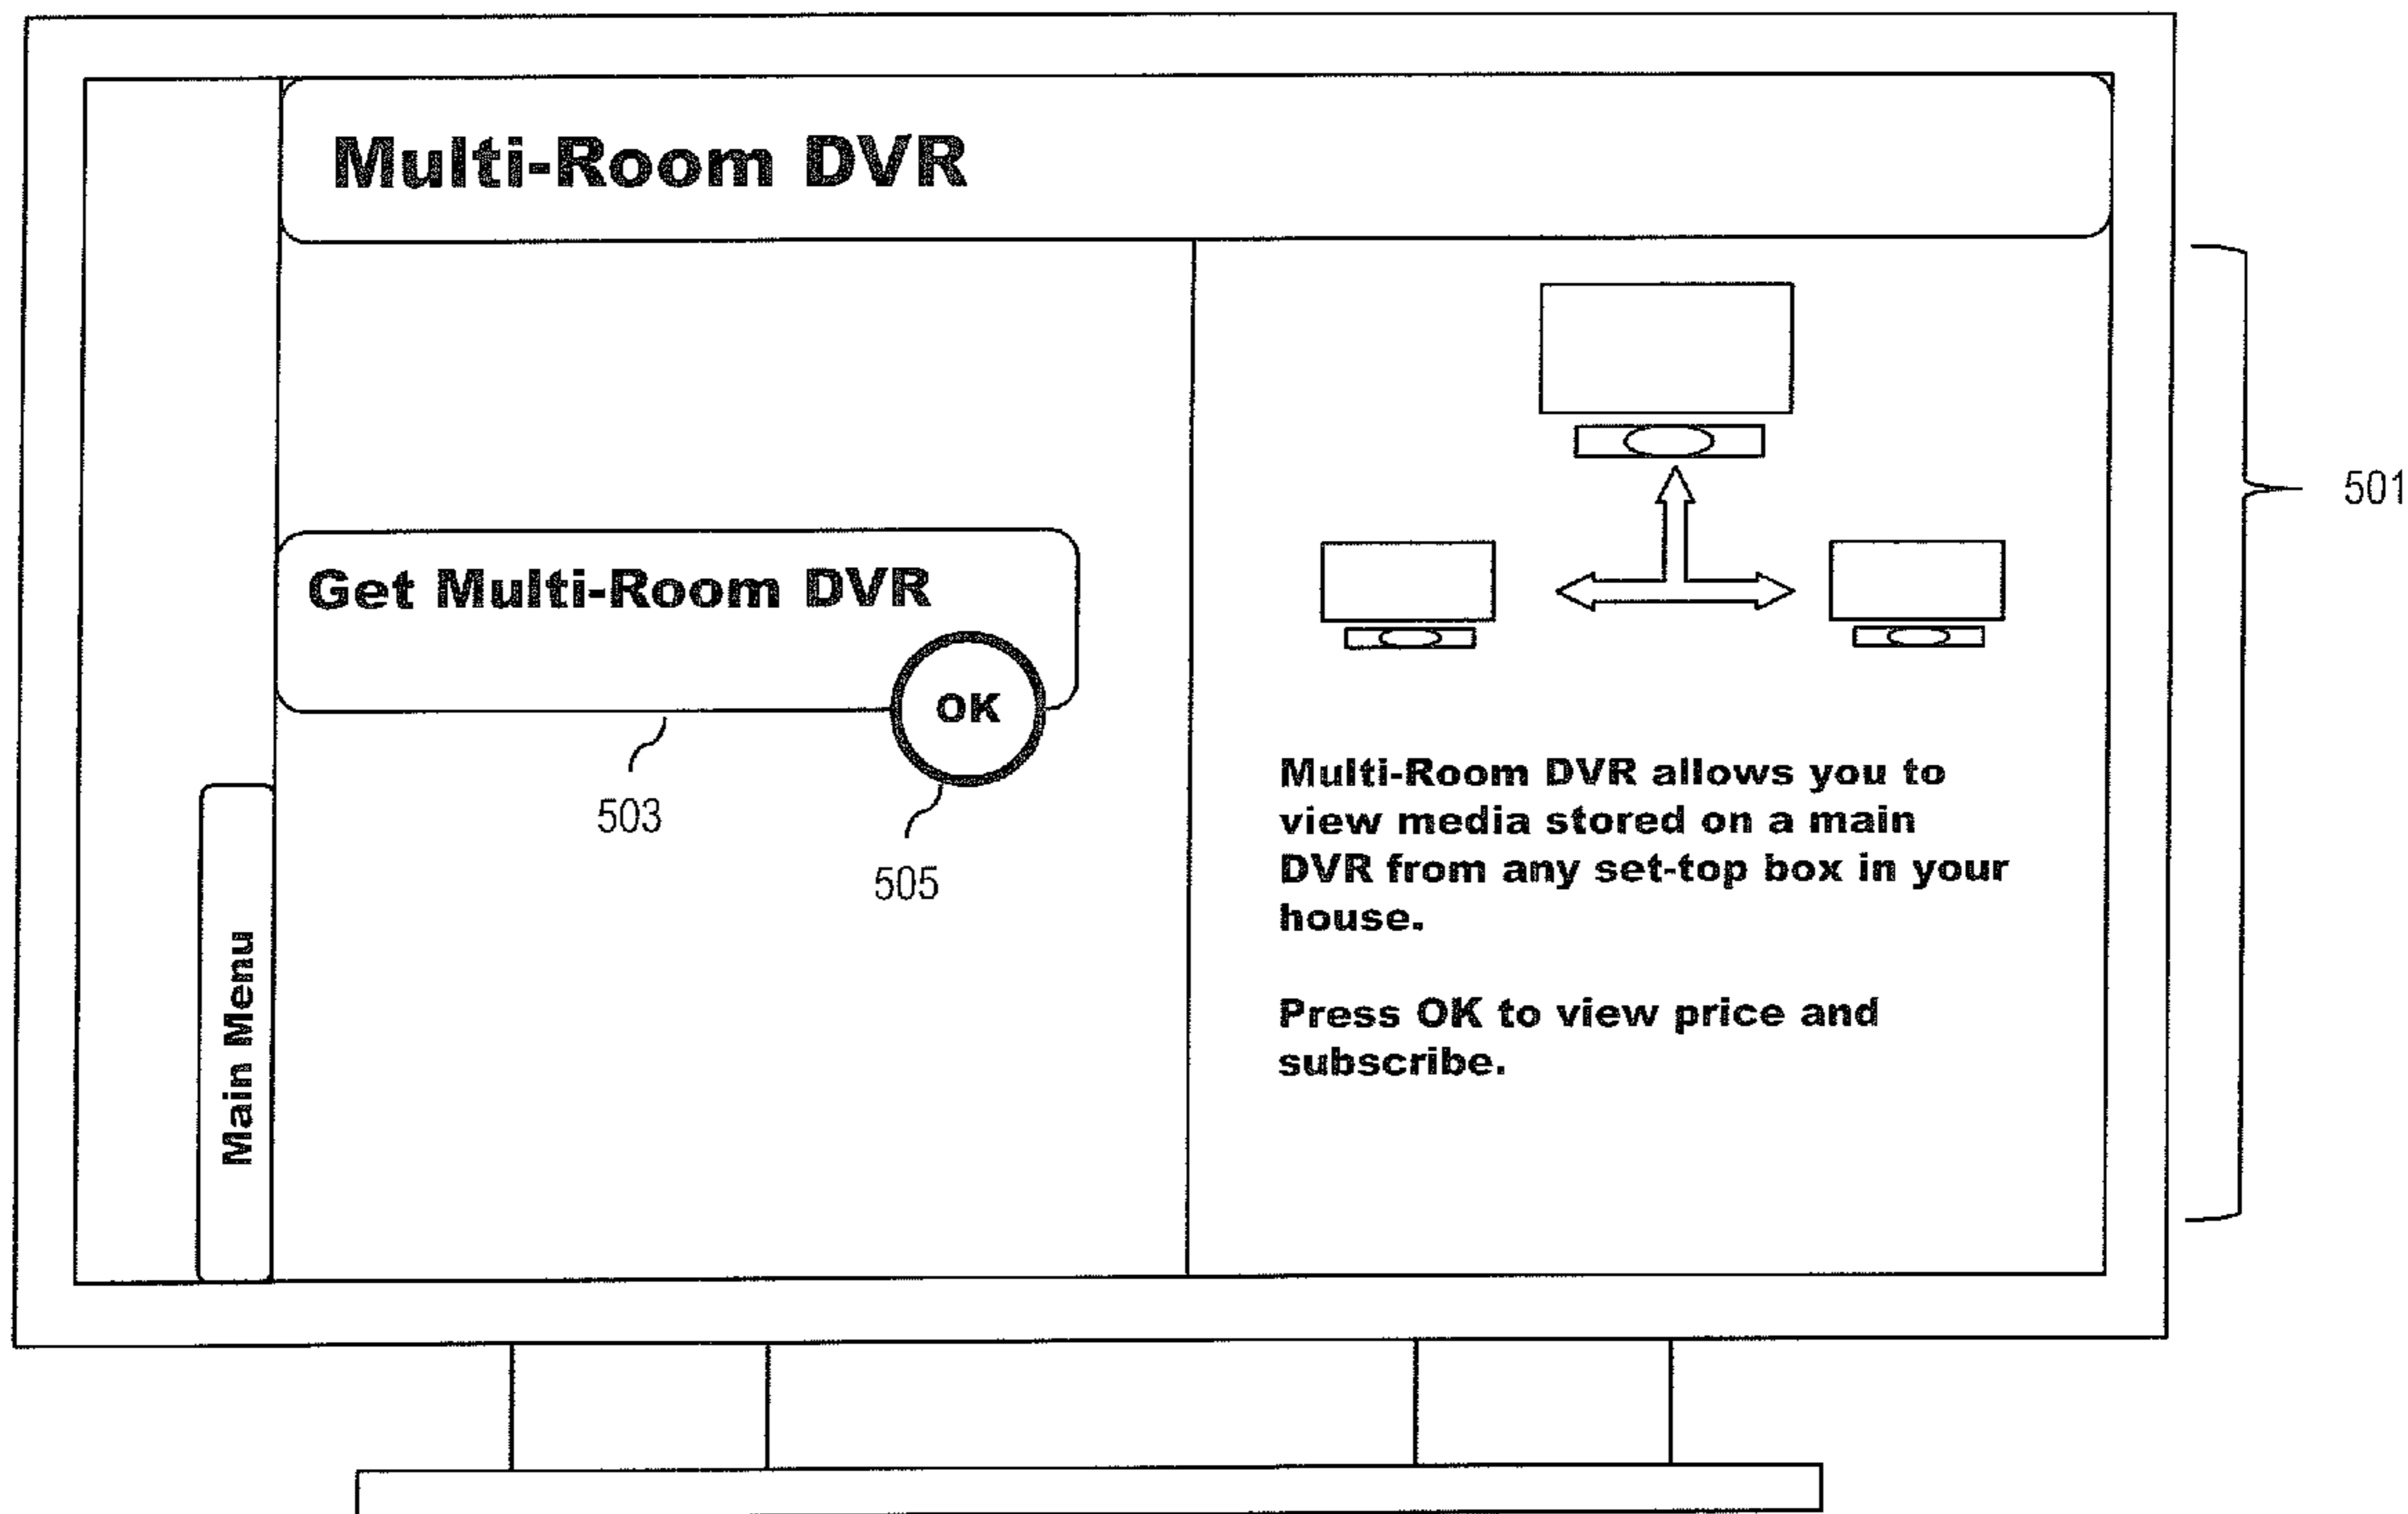 Multi-Room DVR
501
Get Multi-Room DVR
OK
503
505
Main Menu
Multi-Room DVR allows you to
view media stored on a main
DVR from any set-top box in your
house.
Press OK to view price and
subscribe.